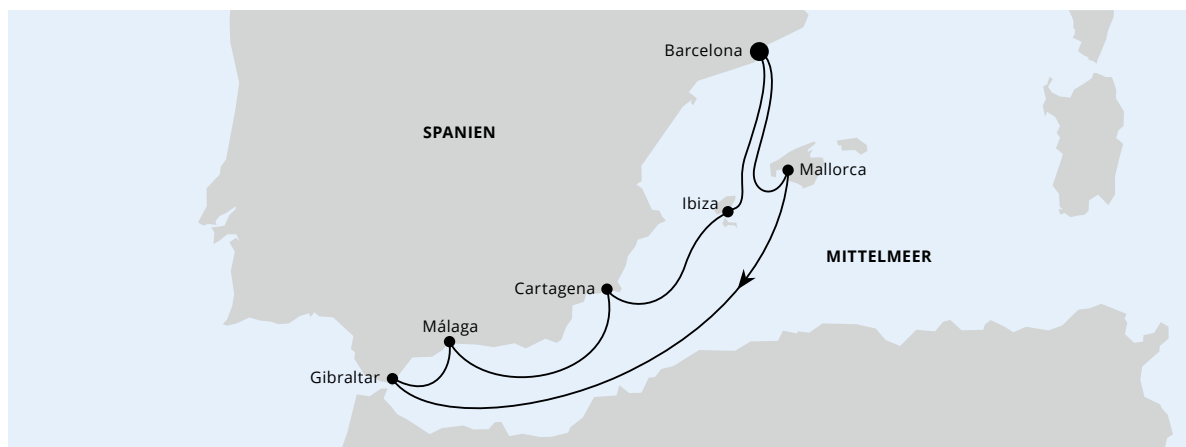 Barcelona
SPANIEN
Mallorca
Ibiza
MITTELMEER
Cartagena
Málaga
Gibraltar